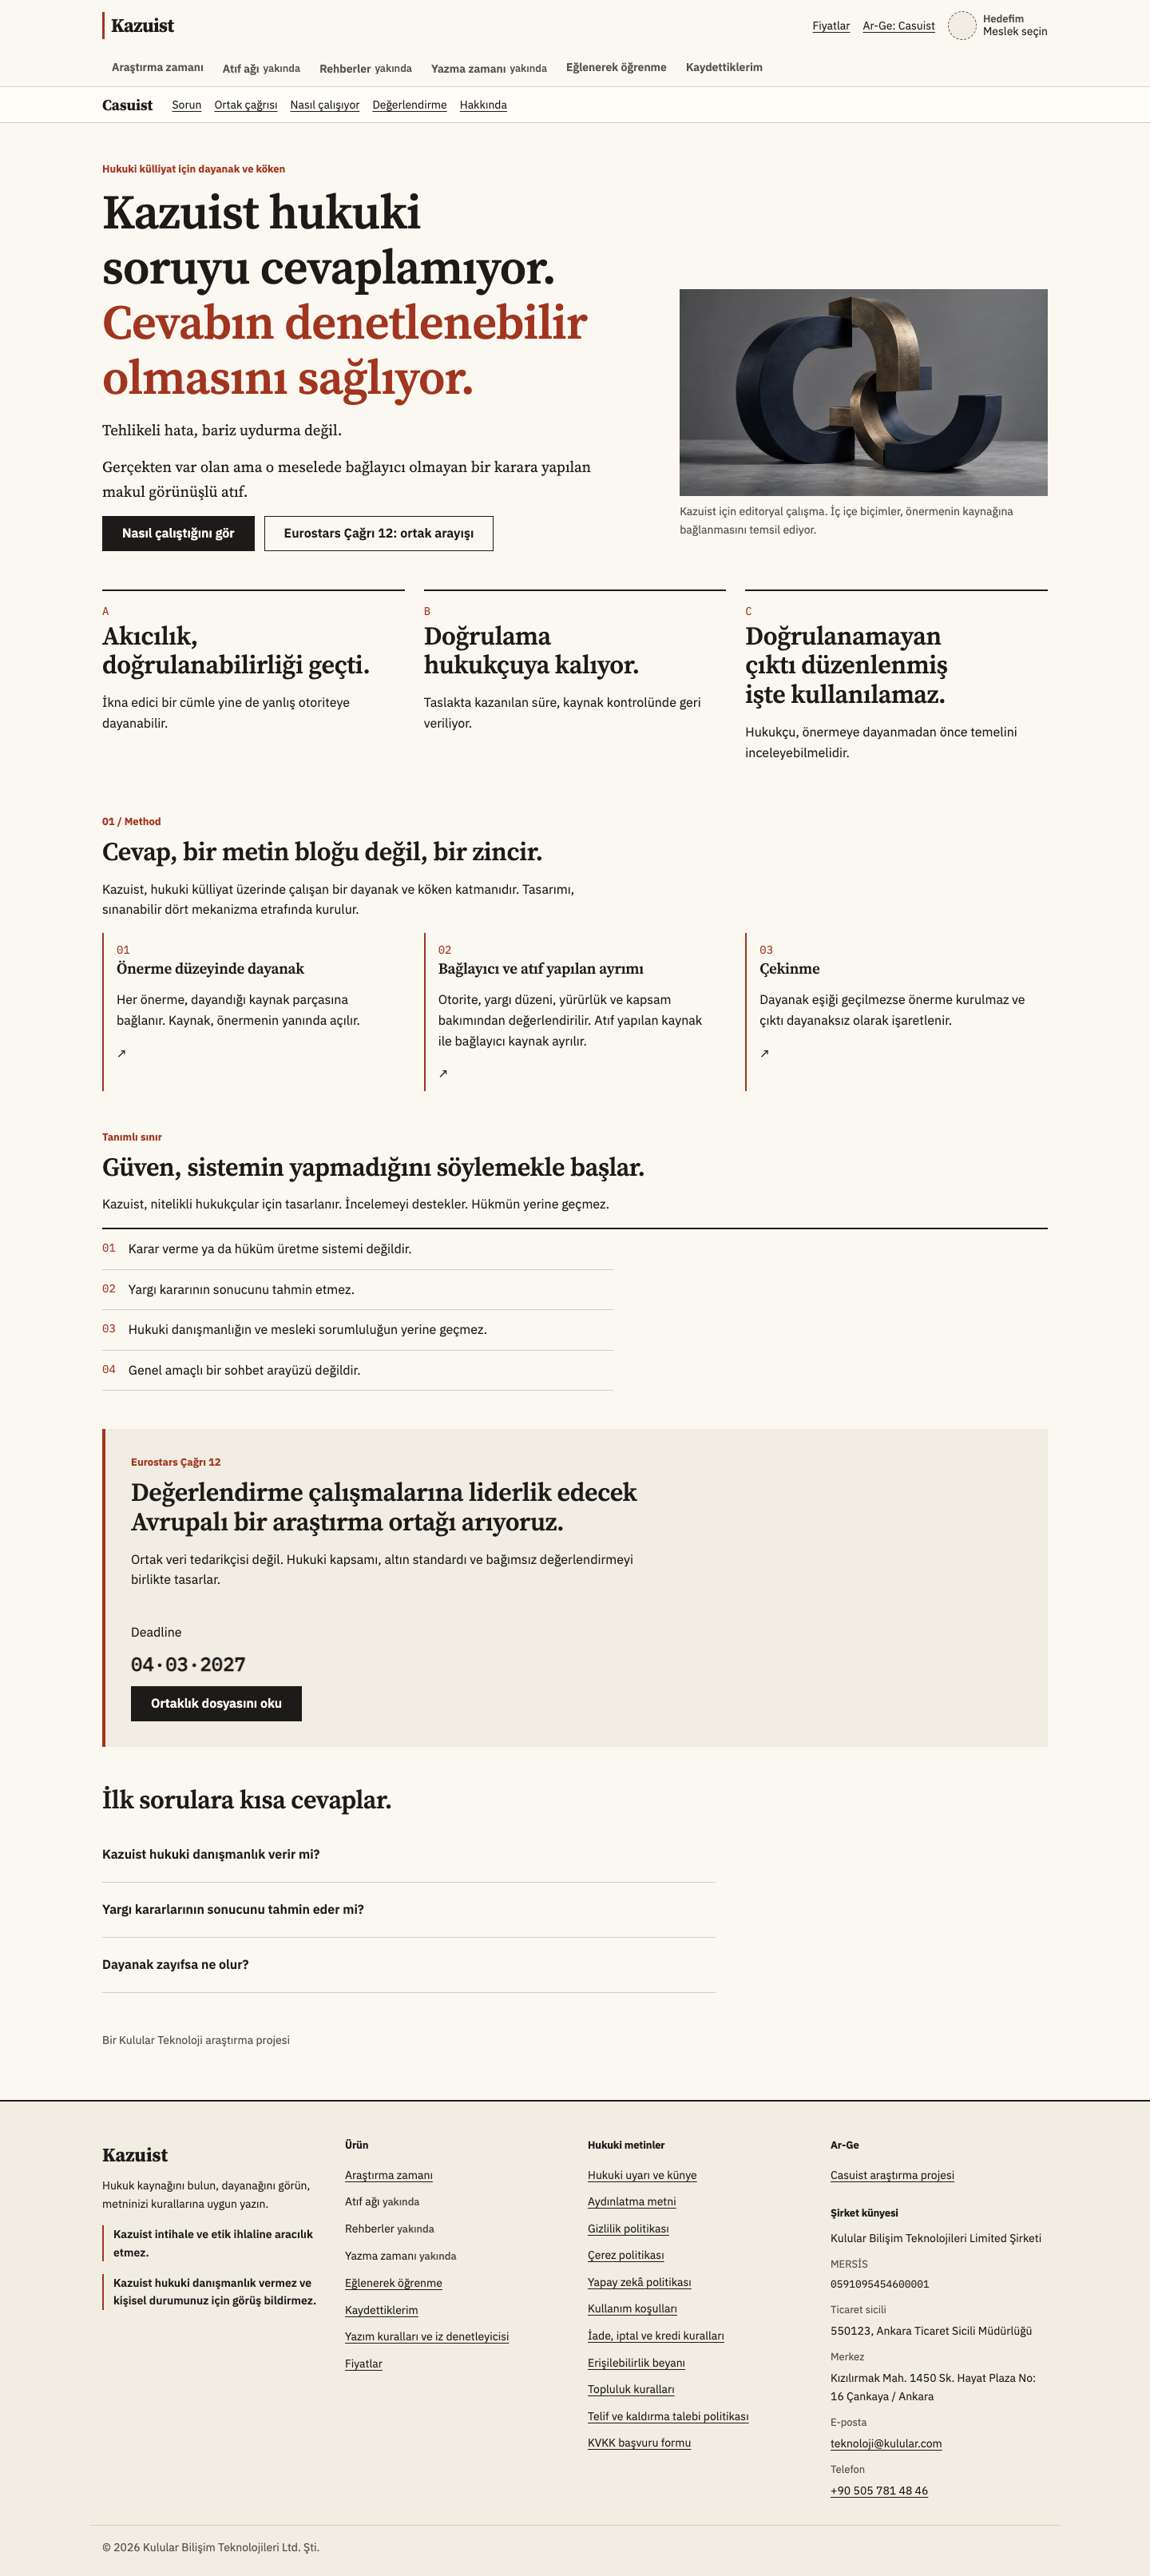 Kazuist
Fiyatlar
Ar-Ge: Casuist
Hedefim
Meslek seçin
Araştırma zamanı
Atıf ağı yakında
Rehberler yakında
Yazma zamanı yakında
Eğlenerek öğrenme
Kaydettiklerim
Casuist
Sorun
Ortak çağrısı
Nasıl çalışıyor
Değerlendirme
Hakkında
Hukuki külliyat için dayanak ve köken
Kazuist hukuki
soruyu cevaplamıyor.
Cevabın denetlenebilir
olmasını sağlıyor.
Tehlikeli hata, bariz uydurma değil.
Gerçekten var olan ama o meselede bağlayıcı olmayan bir karara yapılan
makul görünüşlü atıf.
Nasıl çalıştığını gör
Eurostars Çağrı 12: ortak arayışı
Kazuist için editoryal çalışma. İç içe biçimler, önermenin kaynağına
bağlanmasını temsil ediyor.
A
Akıcılık,
doğrulanabilirliği geçti.
İkna edici bir cümle yine de yanlış otoriteye
dayanabilir.
B
Doğrulama
hukukçuya kalıyor.
Taslakta kazanılan süre, kaynak kontrolünde geri
veriliyor.
C
Doğrulanamayan
çıktı düzenlenmiş
işte kullanılamaz.
Hukukçu, önermeye dayanmadan önce temelini
inceleyebilmelidir.
01 / Method
Cevap, bir metin bloğu değil, bir zincir.
Kazuist, hukuki külliyat üzerinde çalışan bir dayanak ve köken katmanıdır. Tasarımı,
sınanabilir dört mekanizma etrafında kurulur.
01
Önerme düzeyinde dayanak
Her önerme, dayandığı kaynak parçasına
bağlanır. Kaynak, önermenin yanında açılır.
↗
02
Bağlayıcı ve atıf yapılan ayrımı
Otorite, yargı düzeni, yürürlük ve kapsam
bakımından değerlendirilir. Atıf yapılan kaynak
ile bağlayıcı kaynak ayrılır.
↗
03
Çekinme
Dayanak eşiği geçilmezse önerme kurulmaz ve
çıktı dayanaksız olarak işaretlenir.
↗
Tanımlı sınır
Güven, sistemin yapmadığını söylemekle başlar.
Kazuist, nitelikli hukukçular için tasarlanır. İncelemeyi destekler. Hükmün yerine geçmez.
01 Karar verme ya da hüküm üretme sistemi değildir.
02 Yargı kararının sonucunu tahmin etmez.
03 Hukuki danışmanlığın ve mesleki sorumluluğun yerine geçmez.
04 Genel amaçlı bir sohbet arayüzü değildir.
Eurostars Çağrı 12
Değerlendirme çalışmalarına liderlik edecek
Avrupalı bir araştırma ortağı arıyoruz.
Ortak veri tedarikçisi değil. Hukuki kapsamı, altın standardı ve bağımsız değerlendirmeyi
birlikte tasarlar.
Deadline
04·03·2027
Ortaklık dosyasını oku
İlk sorulara kısa cevaplar.
Kazuist hukuki danışmanlık verir mi?
Yargı kararlarının sonucunu tahmin eder mi?
Dayanak zayıfsa ne olur?
Bir Kulular Teknoloji araştırma projesi
Kazuist
Hukuk kaynağını bulun, dayanağını görün,
metninizi kurallarına uygun yazın.
Kazuist intihale ve etik ihlaline aracılık
etmez.
Kazuist hukuki danışmanlık vermez ve
kişisel durumunuz için görüş bildirmez.
Ürün
Araştırma zamanı
Atıf ağı yakında
Rehberler yakında
Yazma zamanı yakında
Eğlenerek öğrenme
Kaydettiklerim
Yazım kuralları ve iz denetleyicisi
Fiyatlar
Hukuki metinler
Hukuki uyarı ve künye
Aydınlatma metni
Gizlilik politikası
Çerez politikası
Yapay zekâ politikası
Kullanım koşulları
İade, iptal ve kredi kuralları
Erişilebilirlik beyanı
Topluluk kuralları
Telif ve kaldırma talebi politikası
KVKK başvuru formu
Ar-Ge
Casuist araştırma projesi
Şirket künyesi
Kulular Bilişim Teknolojileri Limited Şirketi
MERSİS
0591095454600001
Ticaret sicili
550123, Ankara Ticaret Sicili Müdürlüğü
Merkez
Kızılırmak Mah. 1450 Sk. Hayat Plaza No:
16 Çankaya / Ankara
E-posta
teknoloji@kulular.com
Telefon
+90 505 781 48 46
© 2026 Kulular Bilişim Teknolojileri Ltd. Şti.